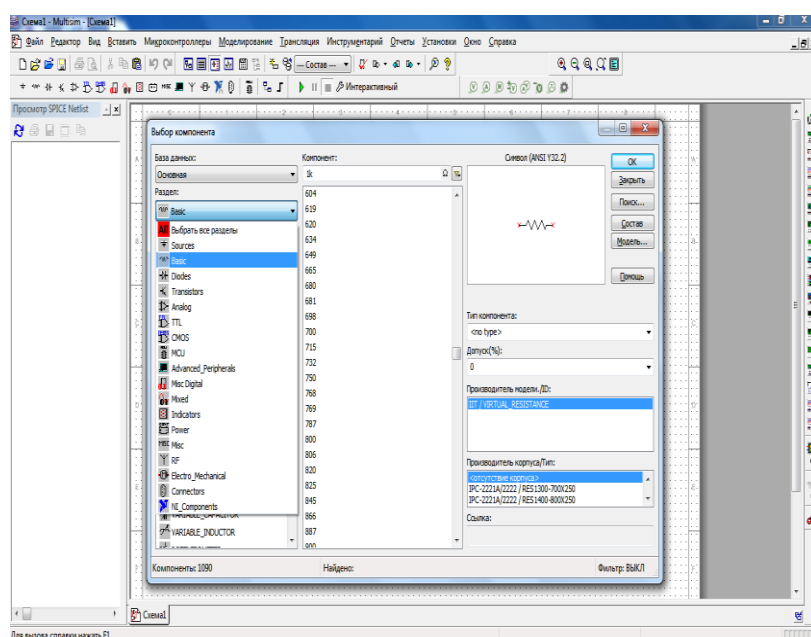 Схема1 - Multisim - [Схема1]
Файл Редактор Вид Вставить Микроконтроллеры Моделирование Трансляция Инструментарий Отчеты Установки Окно Справка
--- Состав ---
Интерактивный
Просмотр SPICE Netlist
Выбор компонента
База данных:
Основная
Раздел:
Basic
All Выбрать все разделы
Sources
Basic
Diodes
Transistors
Analog
TTL
CMOS
MCU
Advanced_Peripherals
Misc Digital
Mixed
Indicators
Power
Misc
RF
Electro_Mechanical
Connectors
NI_Components
VARIABLE_CAPACITOR
VARIABLE_INDUCTOR
Компонент:
1k
Ω
604
619
620
634
649
665
680
681
698
700
715
732
750
768
769
787
800
806
820
825
845
866
887
900
Символ (ANSI Y32.2)
OK
Закрыть
Поиск...
Состав
Модель...
Помощь
Тип компонента:
<no type>
Допуск(%):
0
Производитель модели./ID:
IIT / VIRTUAL_RESISTANCE
Производитель корпуса/Тип:
<отсутствие корпуса>
IPC-2221A/2222 / RES1300-700X250
IPC-2221A/2222 / RES1400-800X250
Ссылка:
Компоненты: 1090
Найдено:
Фильтр: ВЫКЛ
Схема1
Для вызова справки нажать F1